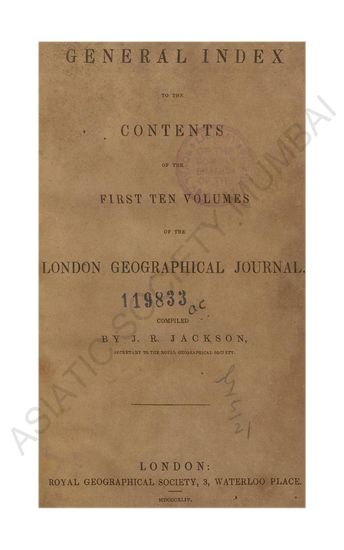 GENERAL INDEX
TO THE
CONTENTS
OF THE
FIRST TEN VOLUMES
OF THE
LONDON GEOGRAPHICAL JOURNAL.
119833
COMPILED
BY J. R. JACKSON,
SECRETARY TO THE ROYAL GEOGRAPHICAL SOCIETY.
LONDON:
ROYAL GEOGRAPHICAL SOCIETY, 3, WATERLOO PLACE.
MDCCCXLIV.
ASIATIC SOCIETY MUMBAI